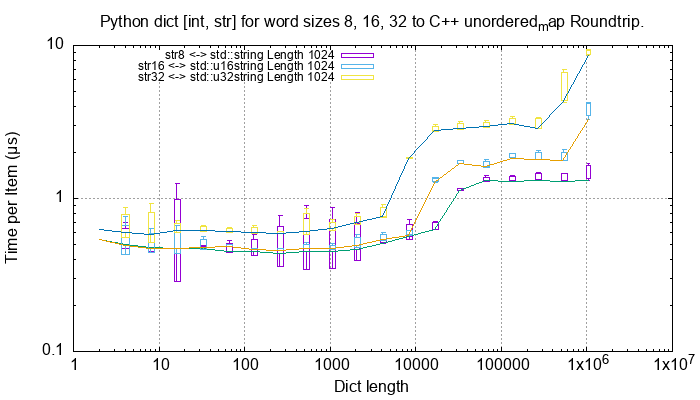 Python dict [int, str] for word sizes 8, 16, 32 to C++ unorderedmap Roundtrip.
str8 <-> std::string Length 1024
str16 <-> std::u16string Length 1024
str32 <-> std::u32string Length 1024
Time per Item (µs)
10
1
0.1
1 10 100 1000 10000 100000 1x10^6 1x10^7
Dict length